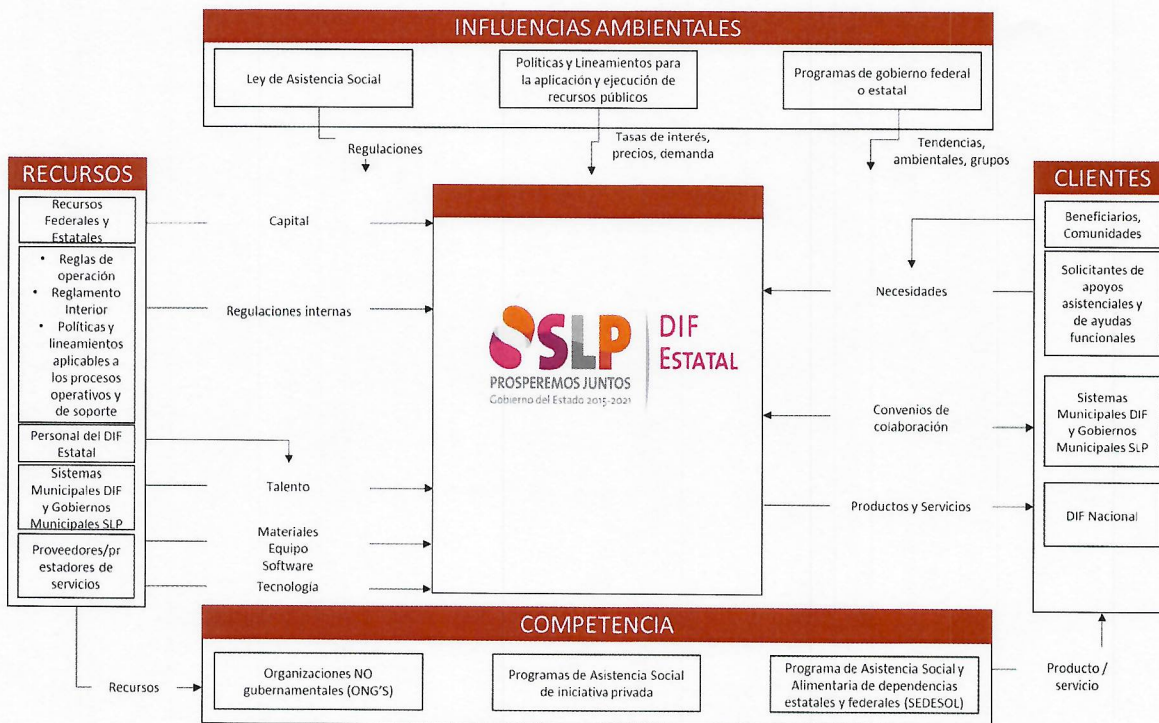 INFLUENCIAS AMBIENTALES
Ley de Asistencia Social
Políticas y Lineamientos para
la aplicación y ejecución de
recursos públicos
Programas de gobierno federal
o estatal
Regulaciones
Tasas de interés,
precios, demanda
Tendencias,
ambientales, grupos
RECURSOS
Recursos
Federales y
Estatales
• Reglas de
operación
• Reglamento
Interior
• Políticas y
lineamientos
aplicables a
los procesos
operativos y
de soporte
Personal del DIF
Estatal
Sistemas
Municipales DIF
y Gobiernos
Municipales SLP
Proveedores/pr
estadores de
servicios
Capital
Regulaciones internas
Talento
Materiales
Equipo
Software
Tecnología
SLP
PROSPEREMOS JUNTOS
Gobierno del Estado 2015-2021
DIF
ESTATAL
Necesidades
Convenios de
colaboración
Productos y Servicios
CLIENTES
Beneficiarios,
Comunidades
Solicitantes de
apoyos
asistenciales y
de ayudas
funcionales
Sistemas
Municipales DIF
y Gobiernos
Municipales SLP
DIF Nacional
COMPETENCIA
Organizaciones NO
gubernamentales (ONG'S)
Programas de Asistencia Social
de iniciativa privada
Programa de Asistencia Social y
Alimentaria de dependencias
estatales y federales (SEDESOL)
Recursos
Producto /
servicio